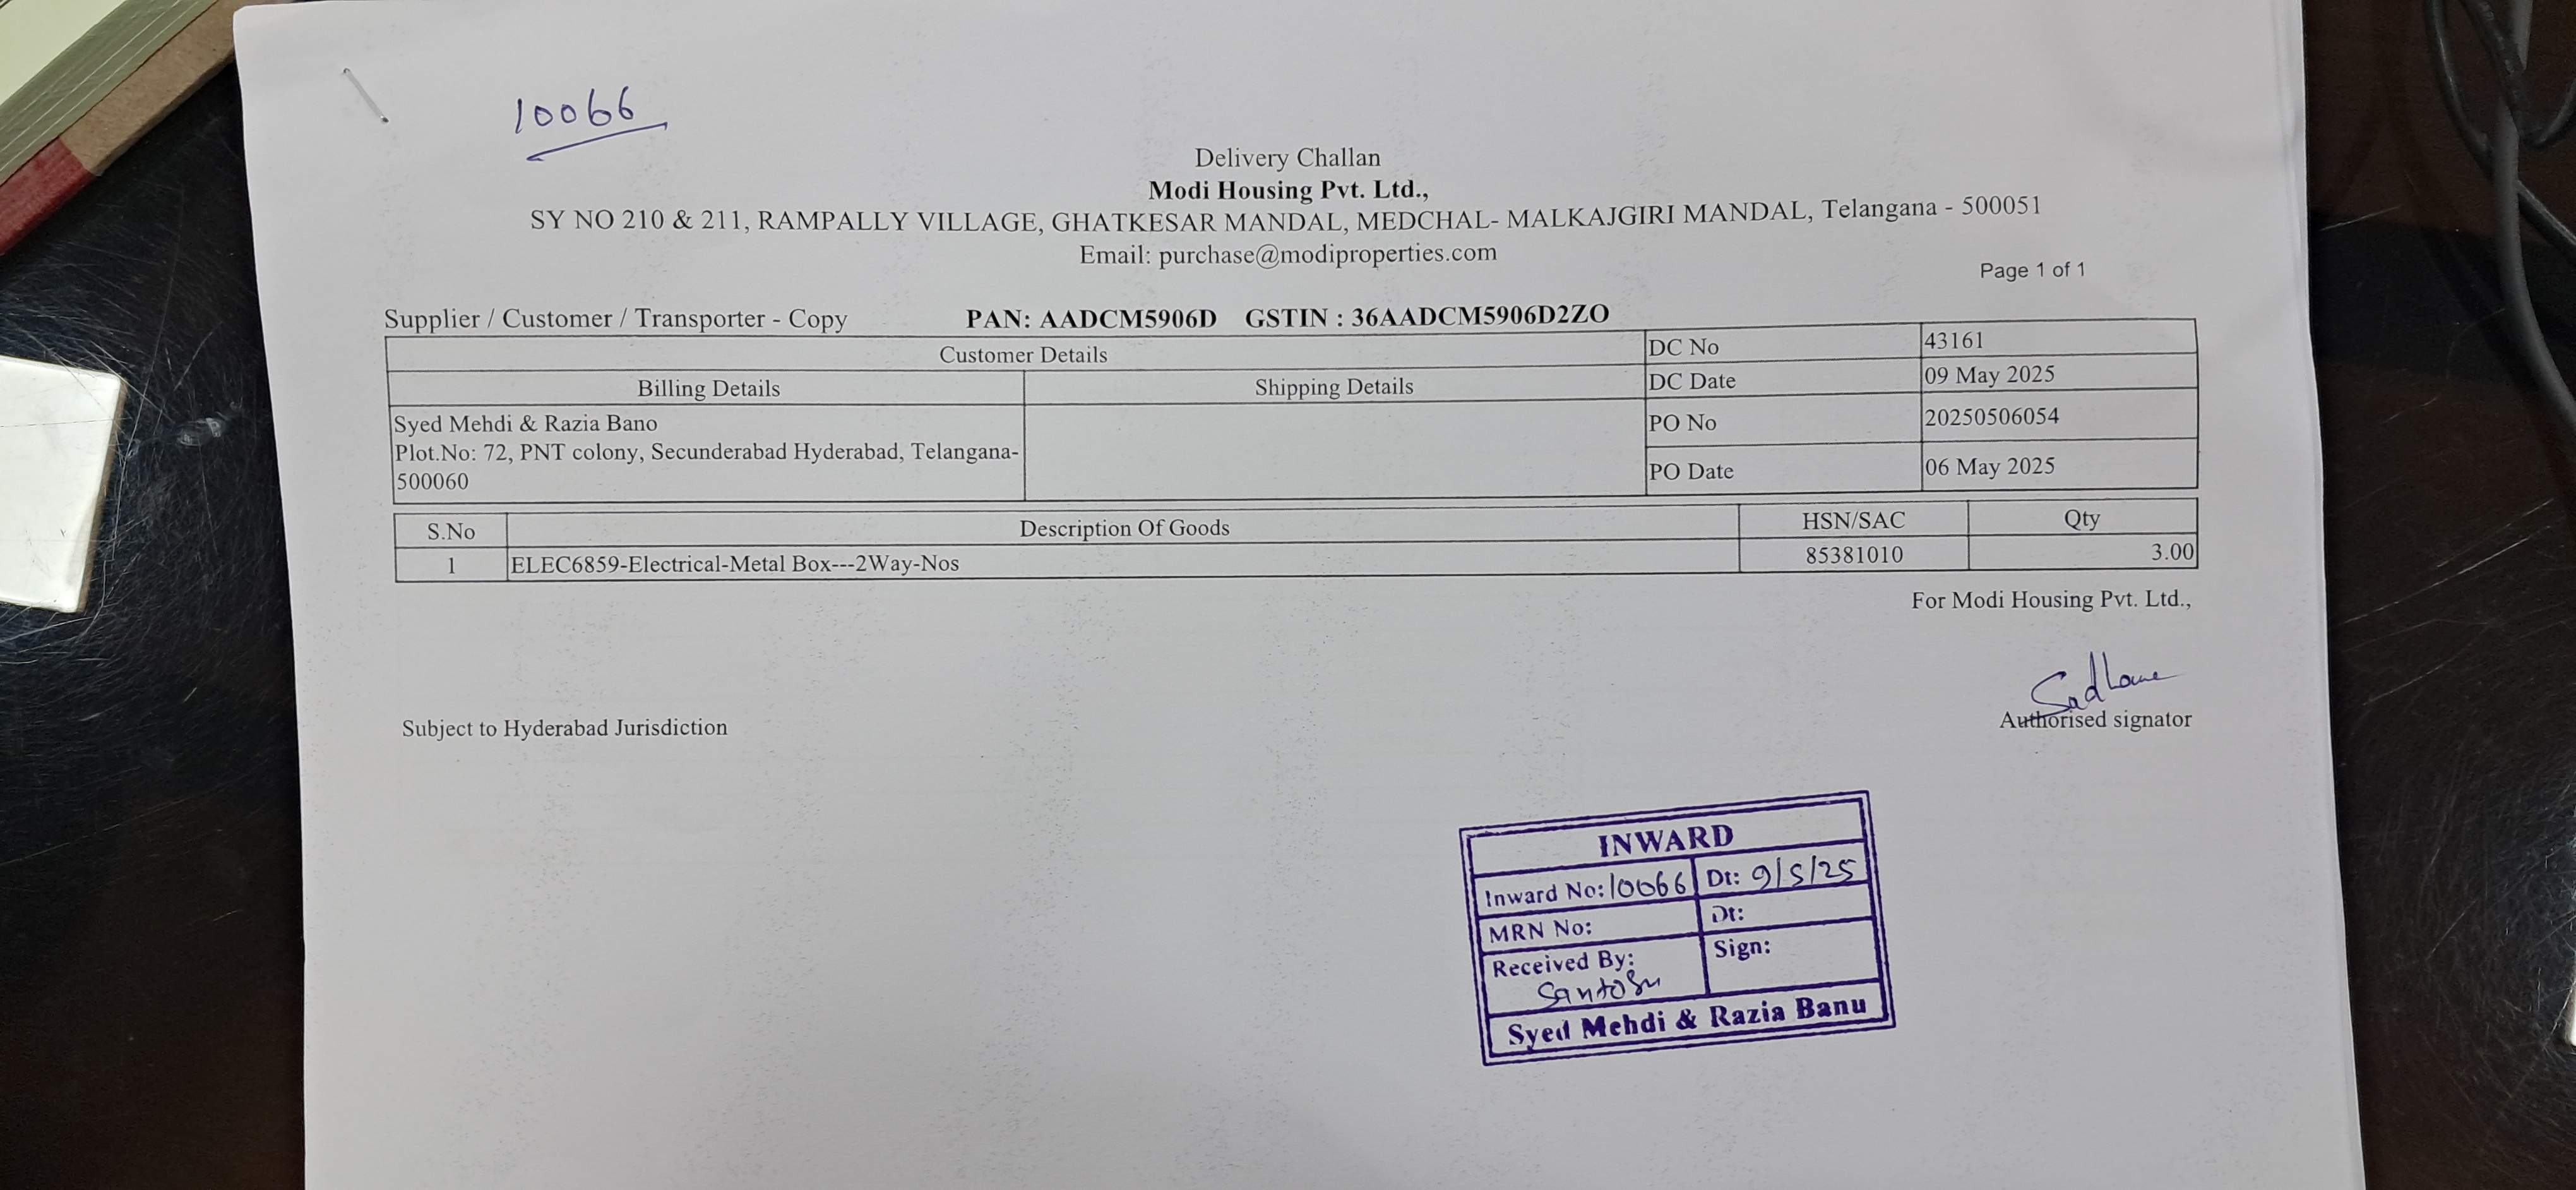 10066
Delivery Challan
Modi Housing Pvt. Ltd.,
SY NO 210 & 211, RAMPALLY VILLAGE, GHATKESAR MANDAL, MEDCHAL- MALKAJGIRI MANDAL, Telangana - 500051
Email: purchase@modiproperties.com
Page 1 of 1
Supplier / Customer / Transporter - Copy PAN: AADCM5906D GSTIN : 36AADCM5906D2ZO
Customer Details
Billing Details Shipping Details
Syed Mehdi & Razia Bano
Plot.No: 72, PNT colony, Secunderabad Hyderabad, Telangana-
500060
DC No 43161
DC Date 09 May 2025
PO No 20250506054
PO Date 06 May 2025
S.No Description Of Goods HSN/SAC Qty
1 ELEC6859-Electrical-Metal Box---2Way-Nos 85381010 3.00
For Modi Housing Pvt. Ltd.,
Authorised signator
Subject to Hyderabad Jurisdiction
INWARD
Inward No: 10066 Dt: 9/5/25
MRN No: Dt:
Received By: Sign:
Santosh
Syed Mehdi & Razia Banu